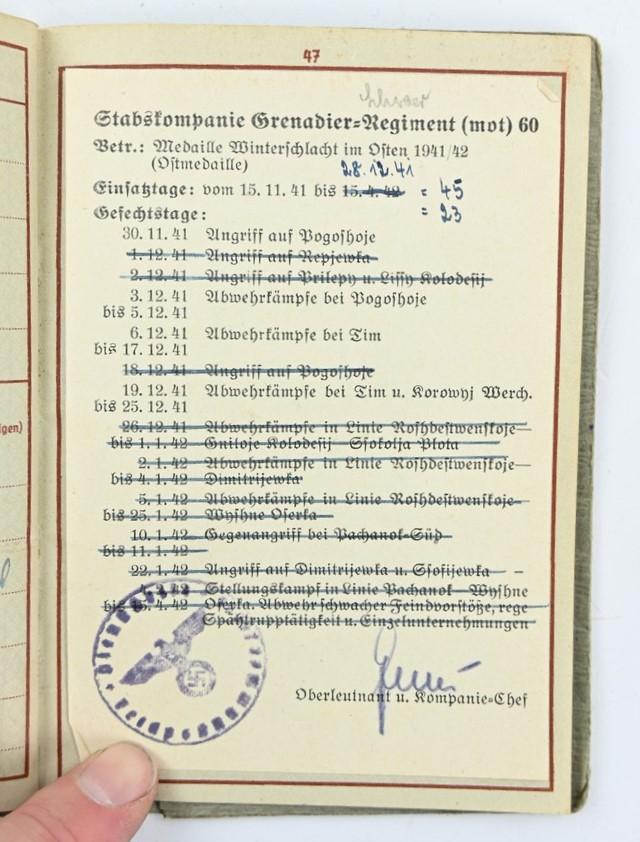 47
Stabskompanie Grenadier=Regiment (mot) 60
Betr.: Medaille Winterschlacht im Osten 1941/42
(Ostmedaille)
28.12.41
Einsatztage: vom 15.11.41 bis 15.4.42 = 45
Gefechtstage: = 23
30.11.41 Angriff auf Pogoshoje
1.12.41 Angriff auf Repjewka
2.12.41 Angriff auf Prilepy u. Lissy Kolodesij
3.12.41 Abwehrkämpfe bei Pogoshoje
bis 5.12.41
6.12.41 Abwehrkämpfe bei Tim
bis 17.12.41
18.12.41 Angriff auf Pogoshoje
19.12.41 Abwehrkämpfe bei Tim u. Korowyj Werch.
bis 25.12.41
26.12.41 Abwehrkämpfe in Linie Roshdestwenskoje—
bis 1.1.42 Gniloje Kolodesij—Ssokolja Plota
2.1.42 Abwehrkämpfe in Linie Roshdestwenskoje—
bis 4.1.42 Dimitrijewka
5.1.42 Abwehrkämpfe in Linie Roshdestwenskoje—
bis 25.1.42 Wyshne Oserka
10.1.42 Gegenangriff bei Pachanok=Süd
bis 11.1.42
22.1.42 Angriff auf Dimitrijewka u. Ssofijewka —
.2.42 Stellungskampf in Linie Pachanok—Wyshne
bis 15.4.42 Oserka. Abwehr schwacher Feindvorstöße, rege
Spähtrupptätigkeit u. Einzelunternehmungen
Oberleutnant u. Kompanie=Chef
igen)